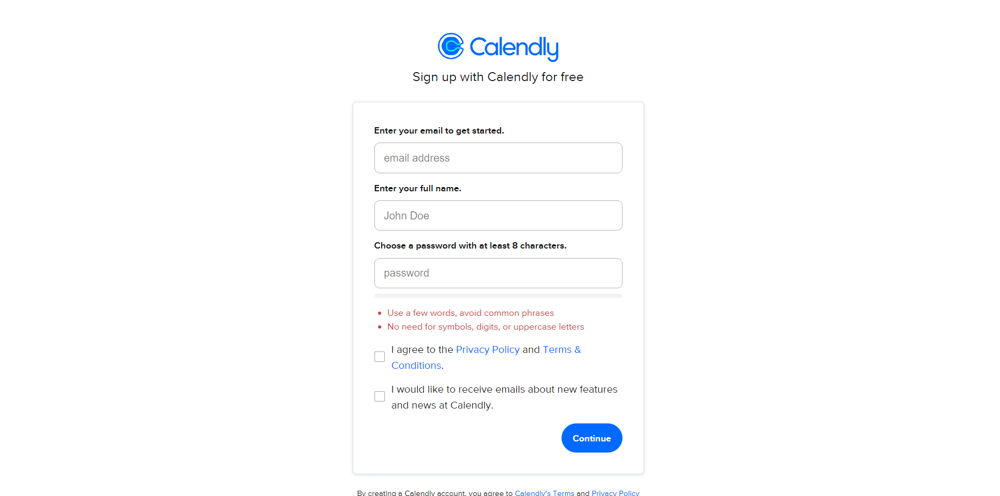 Calendly
Sign up with Calendly for free
Enter your email to get started.
email address
Enter your full name.
John Doe
Choose a password with at least 8 characters.
password
Use a few words, avoid common phrases
No need for symbols, digits, or uppercase letters
I agree to the Privacy Policy and Terms &
Conditions.
I would like to receive emails about new features
and news at Calendly.
Continue
By creating a Calendly account, you agree to Calendly's Terms and Privacy Policy